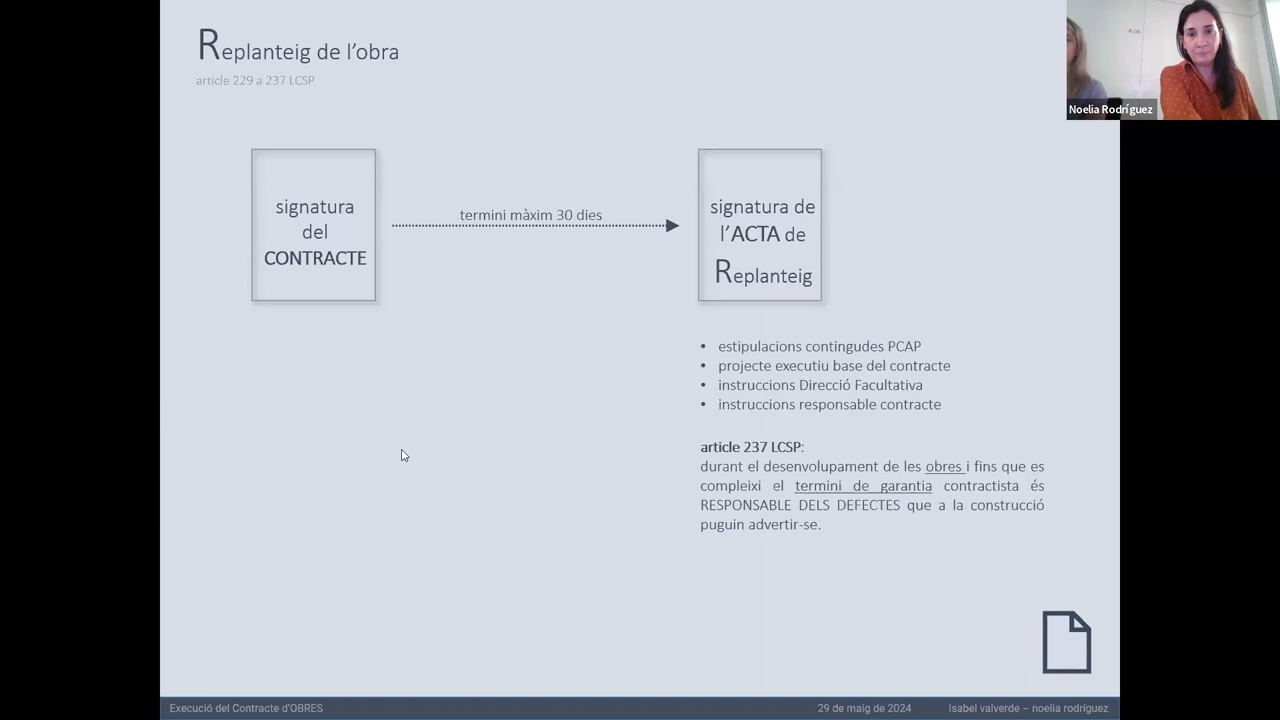 Replanteig de l'obra
article 229 a 237 LCSP
signatura
del
CONTRACTE
termini màxim 30 dies
signatura de
l'ACTA de
Replanteig
• estipulacions contingudes PCAP
• projecte executiu base del contracte
• instruccions Direcció Facultativa
• instruccions responsable contracte
article 237 LCSP:
durant el desenvolupament de les obres i fins que es
compleixi el termini de garantia contractista és
RESPONSABLE DELS DEFECTES que a la construcció
puguin advertir-se.
Execució del Contracte d'OBRES
29 de maig de 2024
isabel valverde – noelia rodríguez
A.06
Noelia Rodríguez